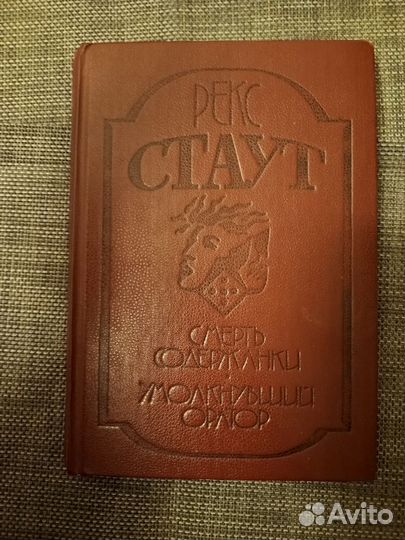 РЕКС
СТАУТ
СМЕРТЬ
СОДЕРЖАНКИ
УМОЛКНУВШИЙ
ОРАТОР
Avito